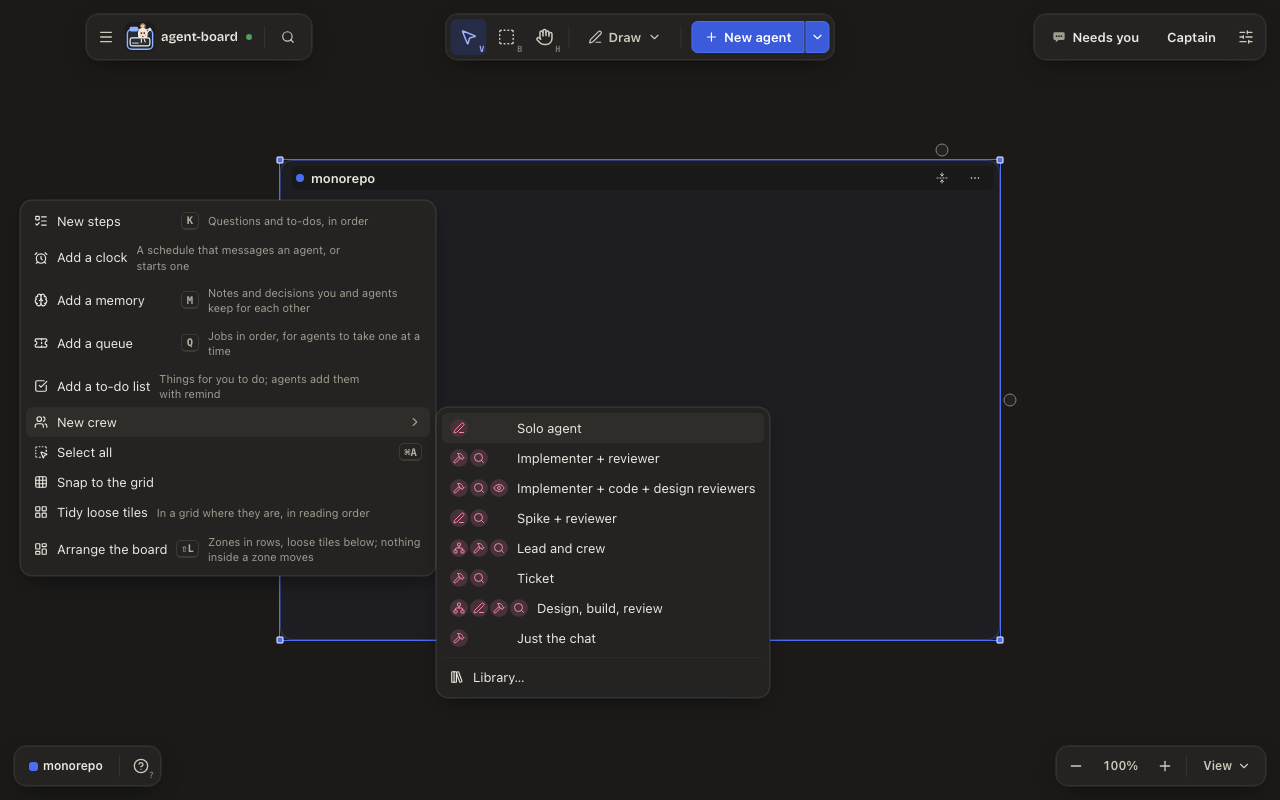 agent-board
V
B
H
Draw
New agent
Needs you
Captain
monorepo
New steps
K
Questions and to-dos, in order
Add a clock
A schedule that messages an agent, or
starts one
Add a memory
M
Notes and decisions you and agents
keep for each other
Add a queue
Q
Jobs in order, for agents to take one at a
time
Add a to-do list
Things for you to do; agents add them
with remind
New crew
Select all
⌘A
Snap to the grid
Tidy loose tiles
In a grid where they are, in reading order
Arrange the board
⇧L
Zones in rows, loose tiles below; nothing
inside a zone moves
Solo agent
Implementer + reviewer
Implementer + code + design reviewers
Spike + reviewer
Lead and crew
Ticket
Design, build, review
Just the chat
Library...
monorepo
?
100%
View